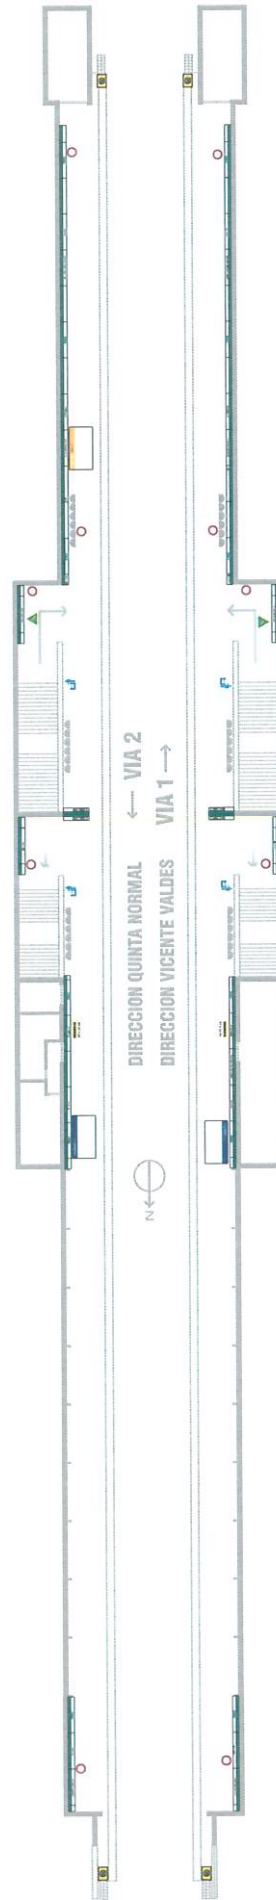 ← VIA 2
DIRECCION QUINTA NORMAL
VIA 1 →
DIRECCION VICENTE VALDES
N